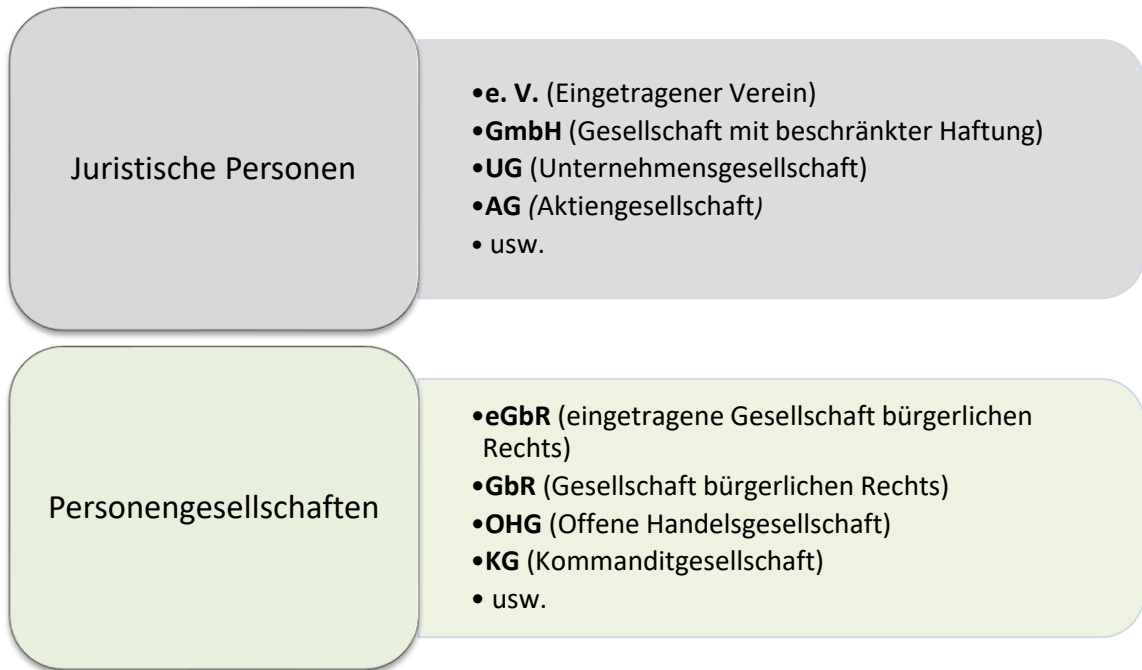 Juristische Personen
•e. V. (Eingetragener Verein)
•GmbH (Gesellschaft mit beschränkter Haftung)
•UG (Unternehmensgesellschaft)
•AG (Aktiengesellschaft)
• usw.
Personengesellschaften
•eGbR (eingetragene Gesellschaft bürgerlichen
Rechts)
•GbR (Gesellschaft bürgerlichen Rechts)
•OHG (Offene Handelsgesellschaft)
•KG (Kommanditgesellschaft)
• usw.